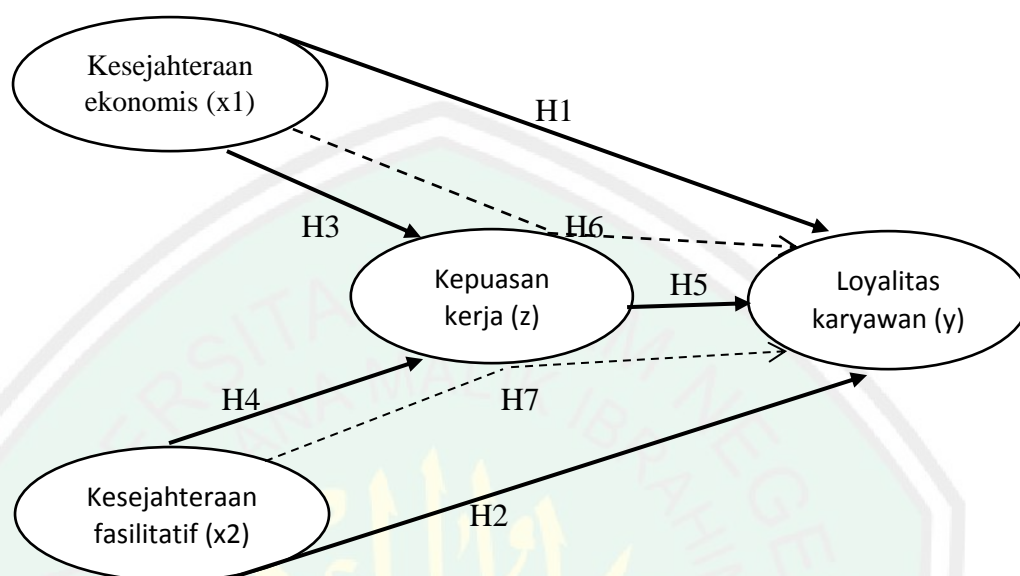 Kesejahteraan
ekonomis (x1)
H1
H3
H6
Kepuasan
kerja (z)
H5
Loyalitas
karyawan (y)
H4
H7
Kesejahteraan
fasilitatif (x2)
H2